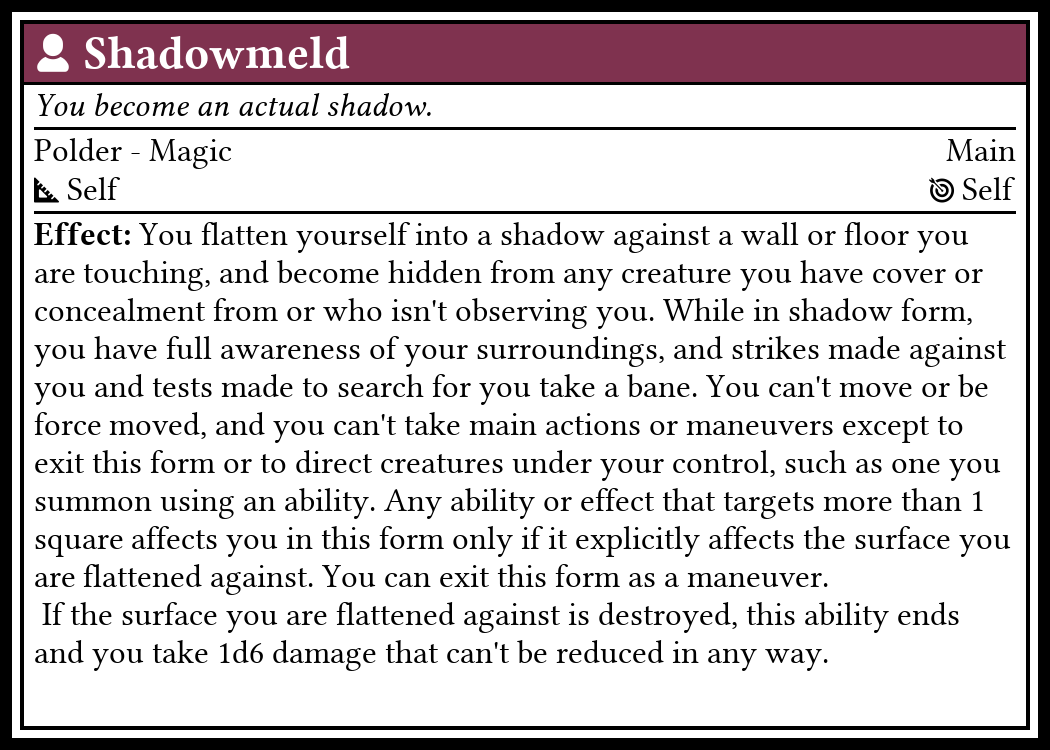 Shadowmeld
You become an actual shadow.
Polder - Magic Main
Self Self
Effect: You flatten yourself into a shadow against a wall or floor you
are touching, and become hidden from any creature you have cover or
concealment from or who isn't observing you. While in shadow form,
you have full awareness of your surroundings, and strikes made against
you and tests made to search for you take a bane. You can't move or be
force moved, and you can't take main actions or maneuvers except to
exit this form or to direct creatures under your control, such as one you
summon using an ability. Any ability or effect that targets more than 1
square affects you in this form only if it explicitly affects the surface you
are flattened against. You can exit this form as a maneuver.
If the surface you are flattened against is destroyed, this ability ends
and you take 1d6 damage that can't be reduced in any way.